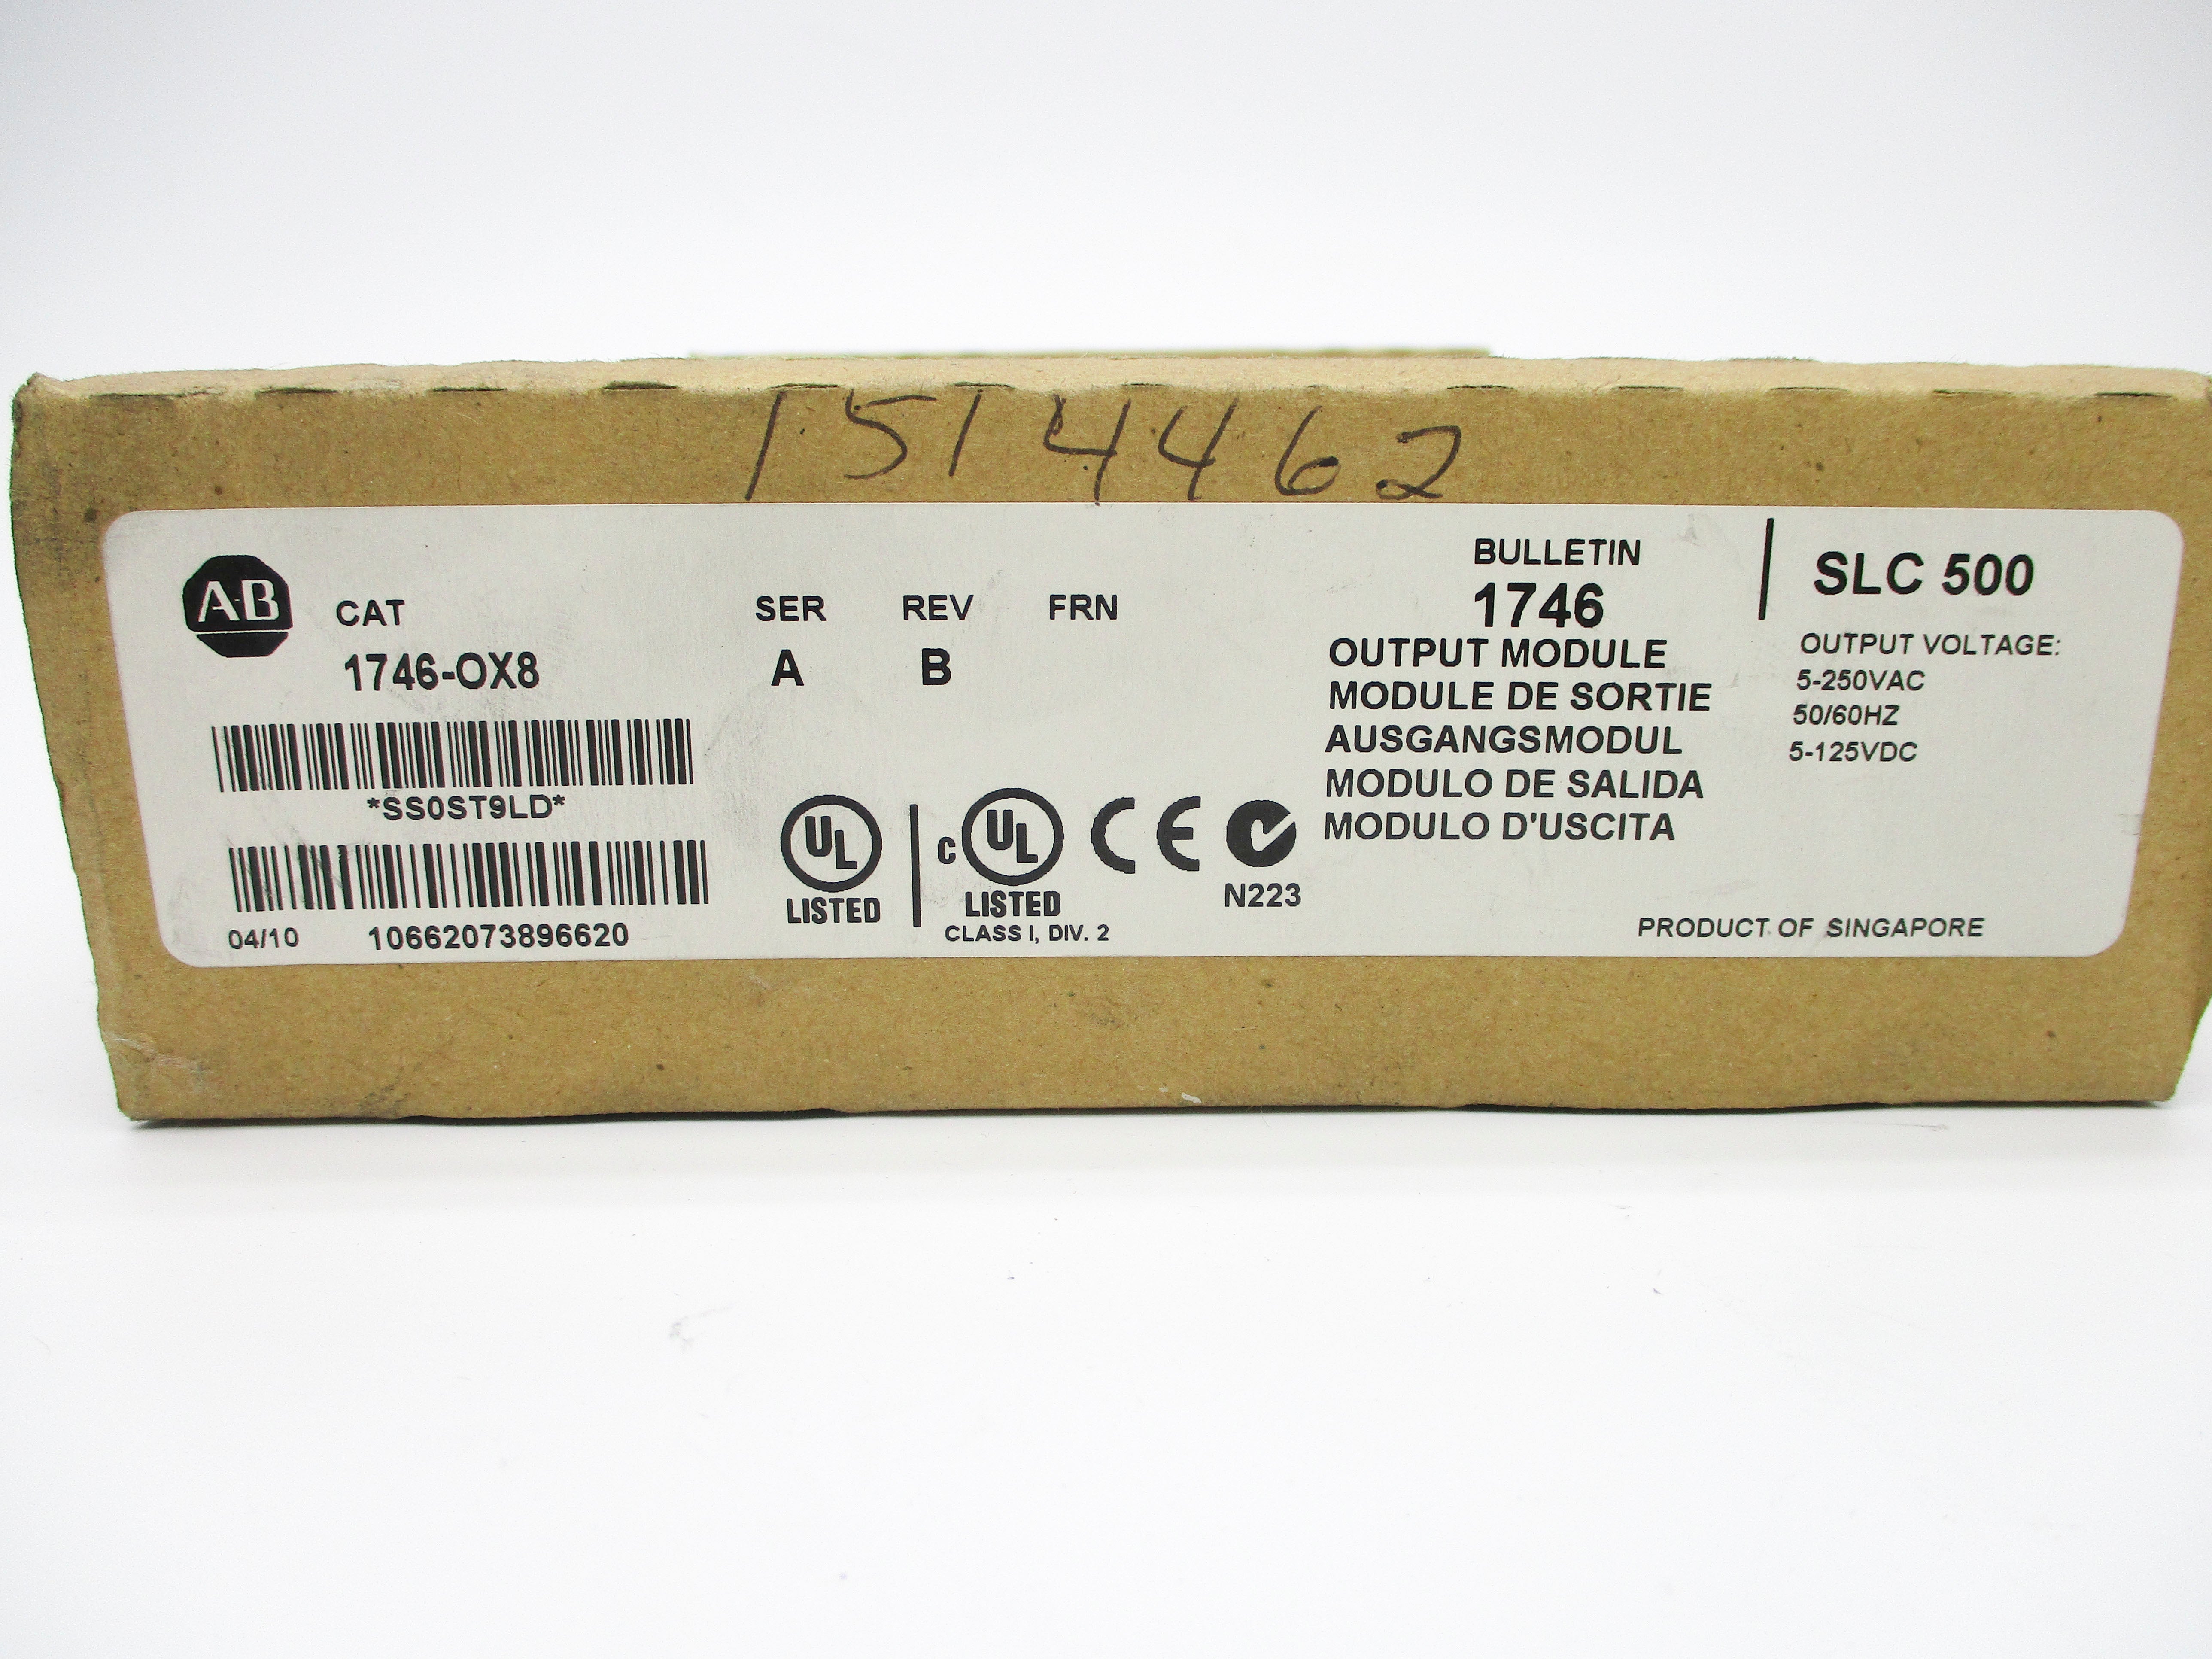 1514462
AB
CAT
1746-OX8
SER
A
REV
B
FRN
*SS0ST9LD*
04/10 10662073896620
UL
LISTED
c UL
LISTED
CLASS I, DIV. 2
CE
N223
BULLETIN
1746
OUTPUT MODULE
MODULE DE SORTIE
AUSGANGSMODUL
MODULO DE SALIDA
MODULO D'USCITA
SLC 500
OUTPUT VOLTAGE:
5-250VAC
50/60HZ
5-125VDC
PRODUCT OF SINGAPORE